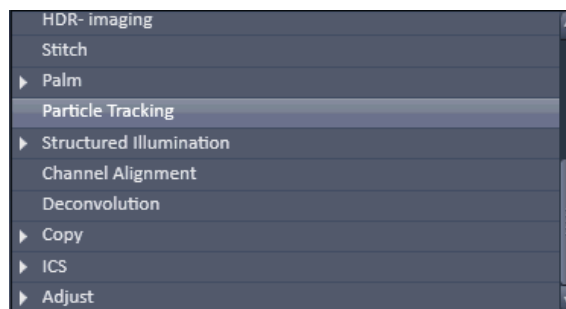 HDR- imaging
Stitch
Palm
Particle Tracking
Structured Illumination
Channel Alignment
Deconvolution
Copy
ICS
Adjust